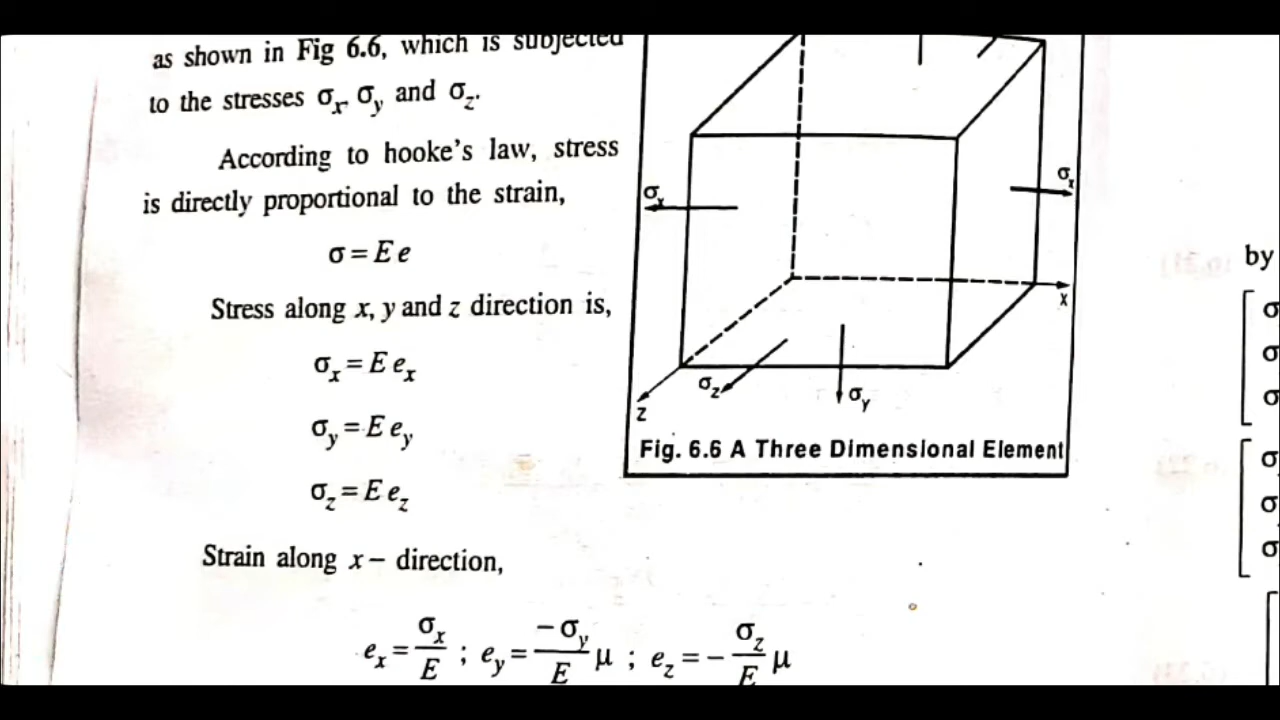 as shown in Fig 6.6, which is subjected
to the stresses σx, σy and σz.
According to hooke's law, stress
is directly proportional to the strain,
σ = E e
Stress along x, y and z direction is,
σx = E ex
σy = E ey
σz = E ez
Strain along x – direction,
ex = σx/E ; ey = −σy/E μ ; ez = − σz/E μ
σx
σx
x
σz
σy
z
Fig. 6.6 A Three Dimensional Element
by
σ
σ
σ
σ
σ
σ